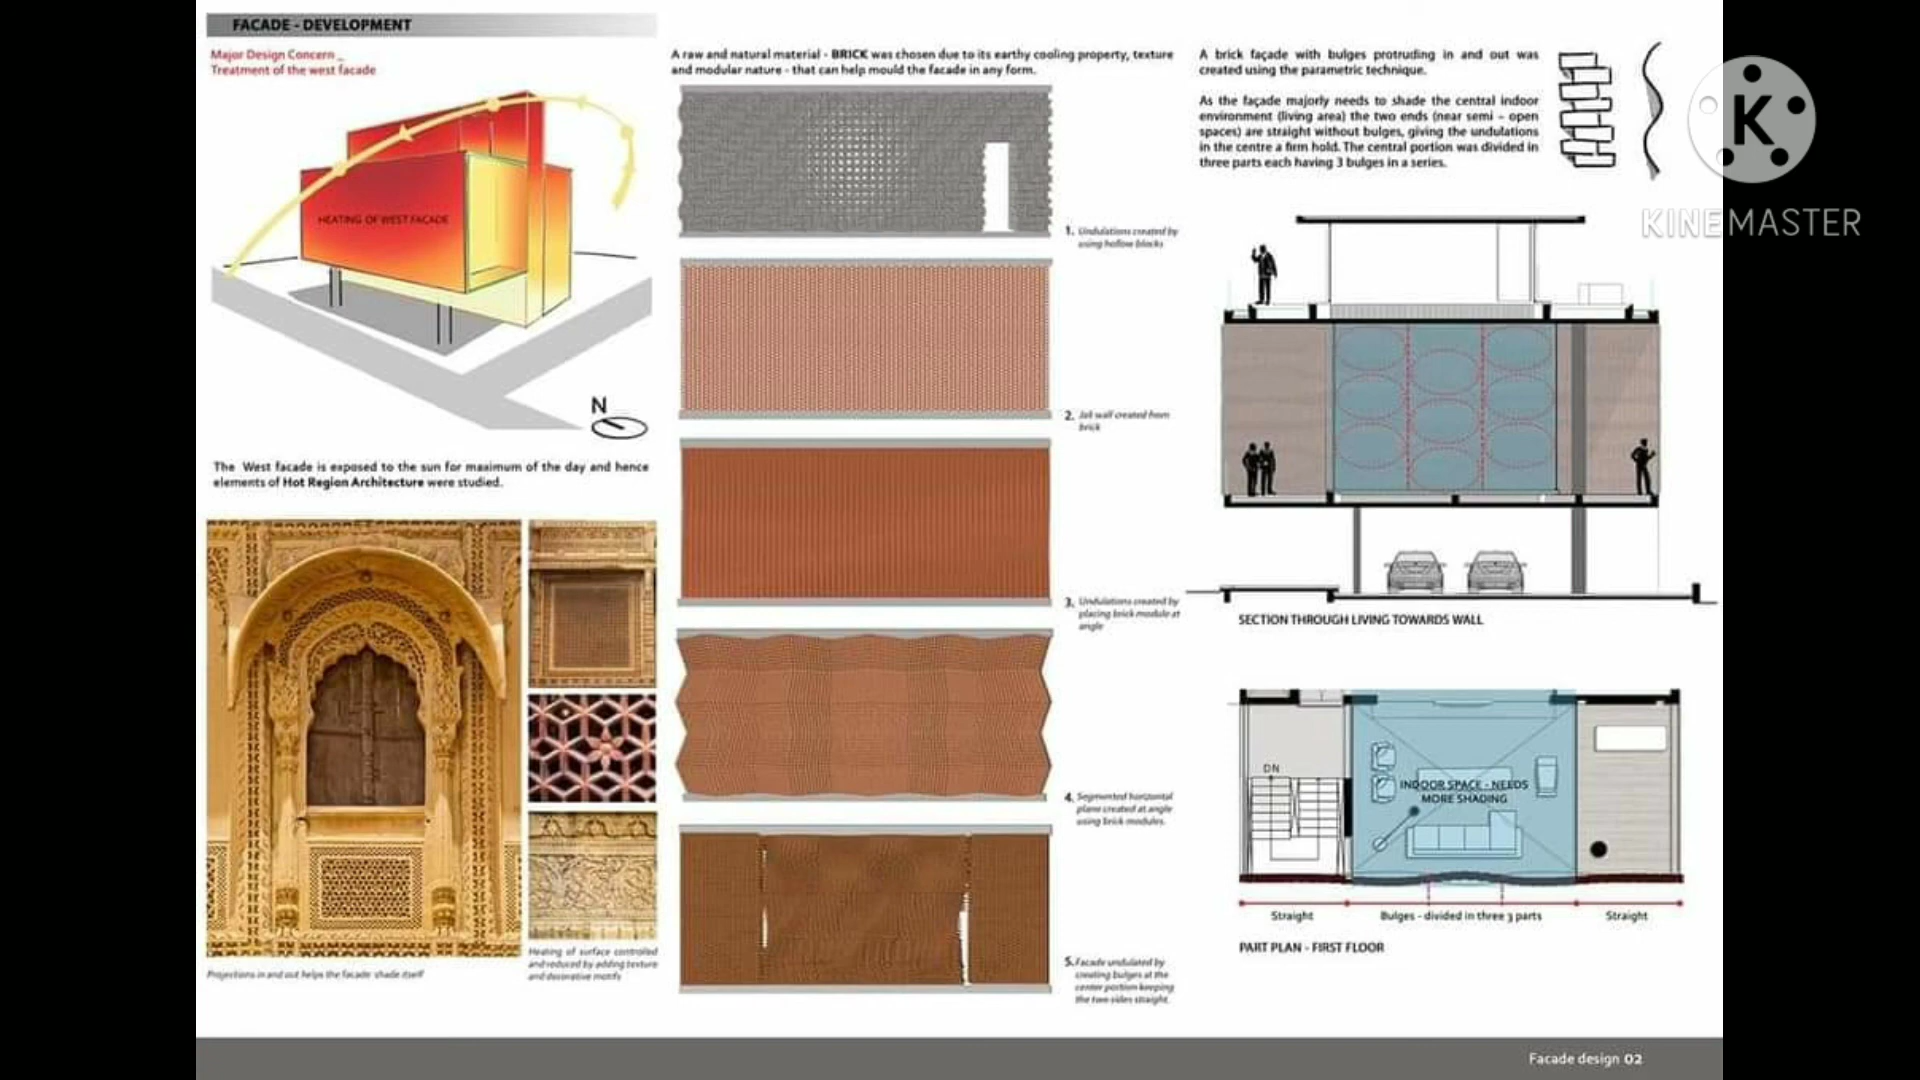 FACADE - DEVELOPMENT
Major Design Concern _
Treatment of the west facade
HEATING OF WEST FACADE
N
The West facade is exposed to the sun for maximum of the day and hence
elements of Hot Region Architecture were studied.
Projections in and out helps the facade shade itself
Heating of surface controlled
and reduced by adding texture
and decorative motifs
A raw and natural material - BRICK was chosen due to its earthy cooling property, texture
and modular nature - that can help mould the facade in any form.
1. Undulations created by
using hollow blocks
2. Jali wall created from
brick
3. Undulations created by
placing brick module at
angle
4. Segmented horizontal
plane created at angle
using brick modules.
5. Facade undulated by
creating bulges at the
center portion keeping
the two sides straight.
A brick façade with bulges protruding in and out was
created using the parametric technique.
As the façade majorly needs to shade the central indoor
environment (living area) the two ends (near semi – open
spaces) are straight without bulges, giving the undulations
in the centre a firm hold. The central portion was divided in
three parts each having 3 bulges in a series.
K
KINEMASTER
SECTION THROUGH LIVING TOWARDS WALL
DN
INDOOR SPACE - NEEDS
MORE SHADING
Straight
Bulges - divided in three 3 parts
Straight
PART PLAN - FIRST FLOOR
Facade design 02